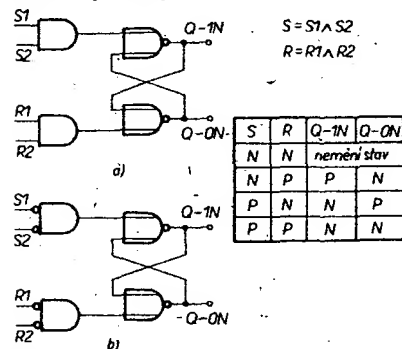 S1
S2
R1
R2
Q-1N
Q-0N
a)
S = S1 ∧ S2
R = R1 ∧ R2
S R Q-1N Q-0N
N N nemění stav
N P P N
P N N P
P P N N
S1
S2
R1
R2
Q-1N
Q-0N
b)